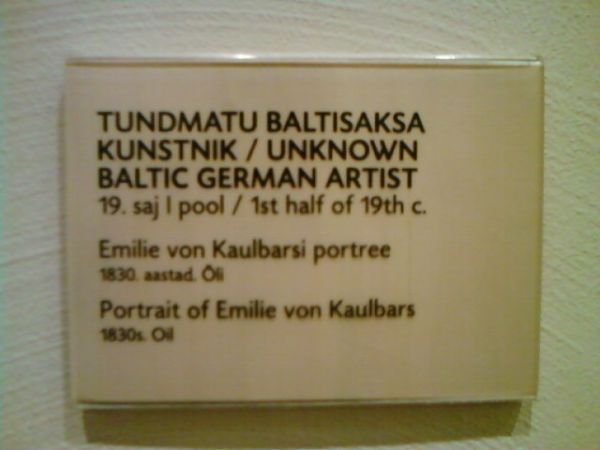 TUNDMATU BALTISAKSA
KUNSTNIK / UNKNOWN
BALTIC GERMAN ARTIST
19. saj I pool / 1st half of 19th c.
Emilie von Kaulbarsi portree
1830. aastad. Õli
Portrait of Emilie von Kaulbars
1830s. Oil